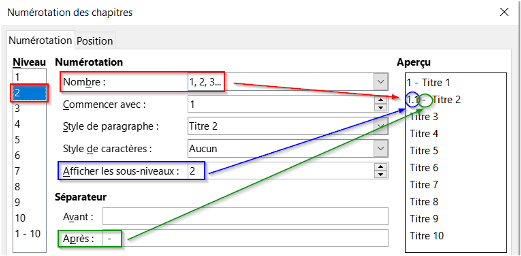 Numérotation des chapitres
Numérotation Position
Niveau
1
2
3
4
5
6
7
8
9
10
1 - 10
Numérotation
Nombre : 1, 2, 3...
Commencer avec : 1
Style de paragraphe : Titre 2
Style de caractères : Aucun
Afficher les sous-niveaux : 2
Séparateur
Avant :
Après : -
Aperçu
1 - Titre 1
1.1 - Titre 2
Titre 3
Titre 4
Titre 5
Titre 6
Titre 7
Titre 8
Titre 9
Titre 10